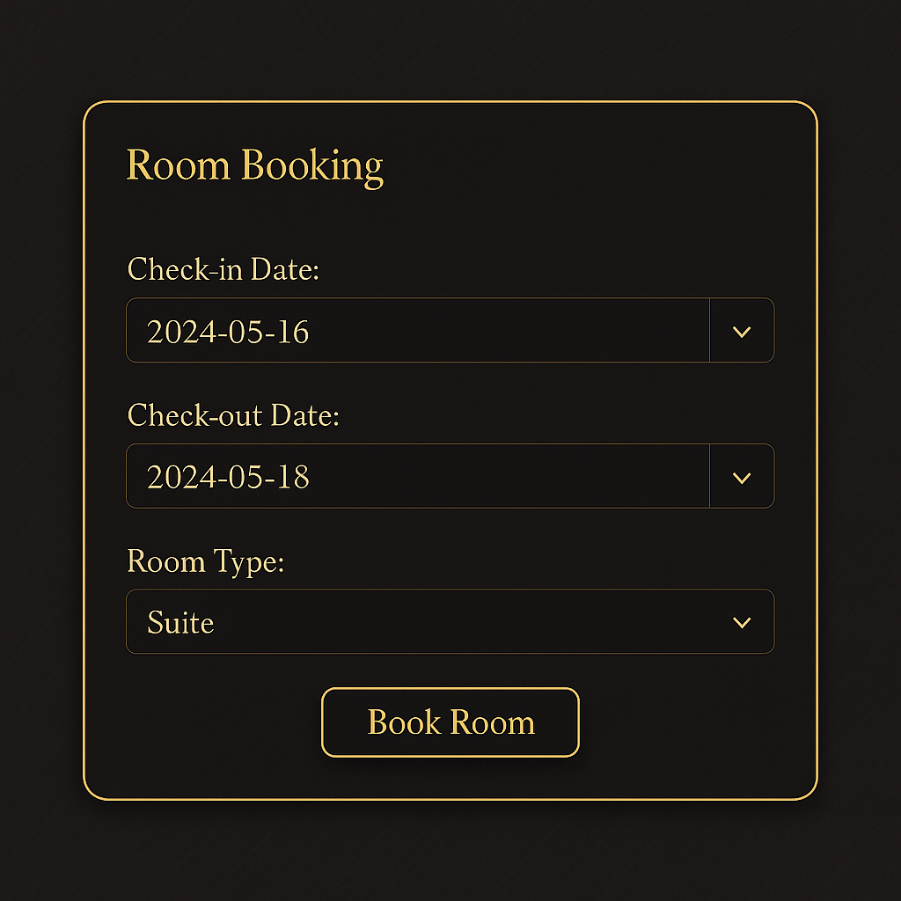 Room Booking
Check-in Date:
2024-05-16
Check-out Date:
2024-05-18
Room Type:
Suite
Book Room